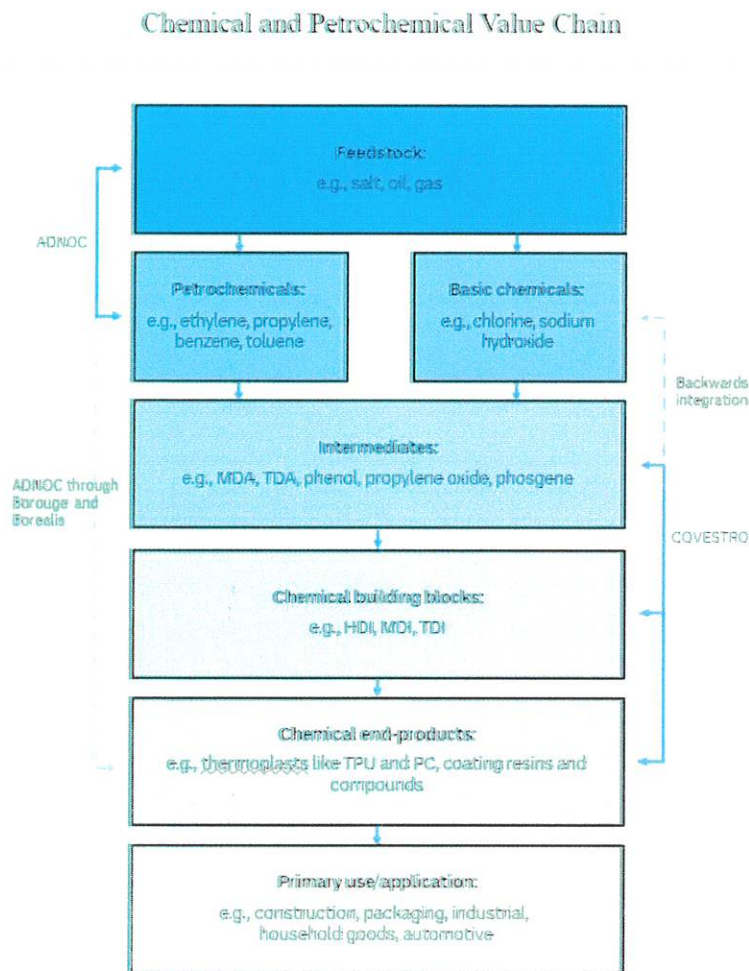 Chemical and Petrochemical Value Chain
Feedstock:
e.g., salt, oil, gas
ADNOC
Petrochemicals:
e.g., ethylene, propylene,
benzene, toluene
Basic chemicals:
e.g., chlorine, sodium
hydroxide
Backwards
integration
Intermediates:
e.g., MDA, TDA, phenol, propylene oxide, phosgene
ADNOC through
Borouge and
Borealis
COVESTRO
Chemical building blocks:
e.g., HDI, MDI, TDI
Chemical end-products:
e.g., thermoplasts like TPU and PC, coating resins and
compounds
Primary use/application:
e.g., construction, packaging, industrial,
household goods, automotive